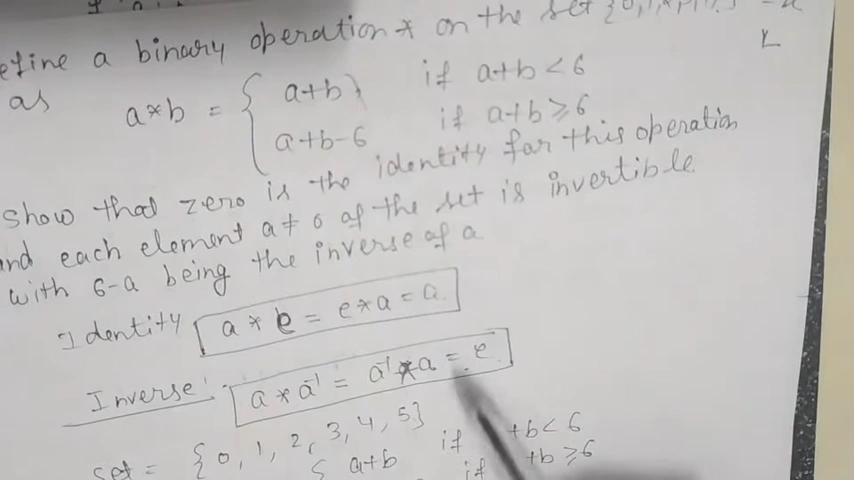 efine a binary operation * on the set {0,1,
as a*b = { a+b if a+b < 6
a+b-6 if a+b ≥ 6
Show that zero is the identity for this operation
and each element a ≠ 0 of the set is invertible
with 6-a being the inverse of a
Identity a * e = e * a = a.
Inverse: a * a⁻¹ = a⁻¹ * a = e.
Set = {0, 1, 2, 3, 4, 5}
{ a+b if +b < 6
if +b ≥ 6